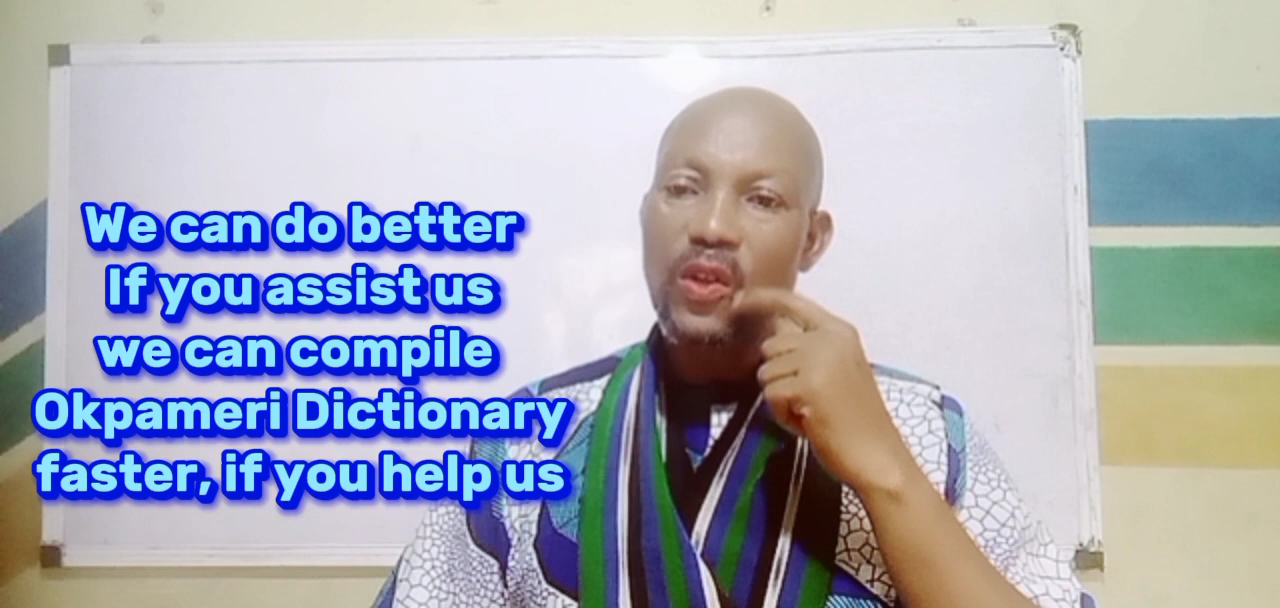 We can do better
If you assist us
we can compile
Okpameri Dictionary
faster, if you help us